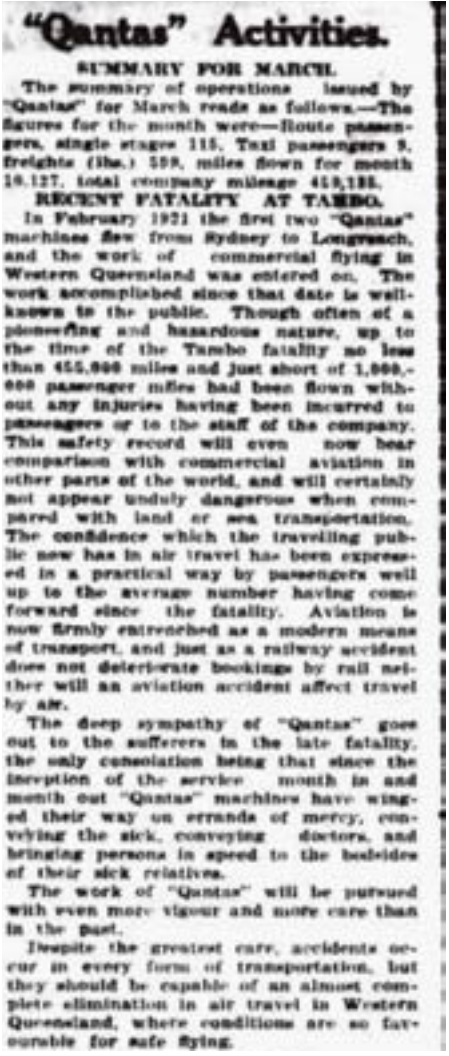 "Qantas" Activities.
SUMMARY FOR MARCH.
The summary of operations issued by
"Qantas" for March reads as follows.—The
figures for the month were—Route passen-
gers, single stages 115, Taxi passengers 9,
freights (lbs.) 599, miles flown for month
10,127, total company mileage
RECENT FATALITY AT TAMBO.
In February 1921 the first two "Qantas"
machines flew from Sydney to Longreach,
and the work of commercial flying in
Western Queensland was entered on. The
work accomplished since that date is well-
known to the public. Though often of a
pioneering and hazardous nature, up to
the time of the Tambo fatality no less
than 455,000 miles and just short of 1,000,-
000 passenger miles had been flown with-
out any injuries having been incurred to
passengers or to the staff of the company.
This safety record will even now bear
comparison with commercial aviation in
other parts of the world, and will certainly
not appear unduly dangerous when com-
pared with land or sea transportation.
The confidence which the travelling pub-
lic now has in air travel has been express-
ed in a practical way by passengers well
up to the average number having come
forward since the fatality. Aviation is
now firmly entrenched as a modern means
of transport, and just as a railway accident
does not deteriorate bookings by rail nei-
ther will an aviation accident affect travel
by air.
The deep sympathy of "Qantas" goes
out to the sufferers in the late fatality,
the only consolation being that since the
inception of the service month in and
month out "Qantas" machines have wing-
ed their way on errands of mercy, con-
veying the sick, conveying doctors, and
bringing persons in speed to the bedsides
of their sick relatives.
The work of "Qantas" will be pursued
with even more vigour and more care than
in the past.
Despite the greatest care, accidents oc-
cur in every form of transportation, but
they should be capable of an almost com-
plete elimination in air travel in Western
Queensland, where conditions are so fav-
ourable for safe flying.